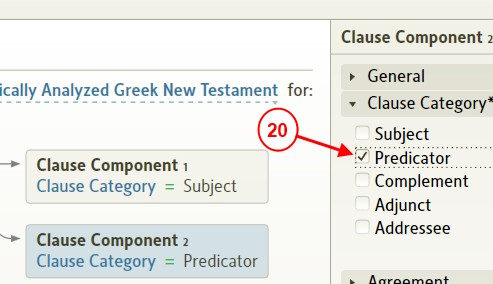 ically Analyzed Greek New Testament for:
20
Clause Component 1
Clause Category = Subject
Clause Component 2
Clause Category = Predicator
Clause Component 2
General
Clause Category*
Subject
Predicator
Complement
Adjunct
Addressee
Agreement